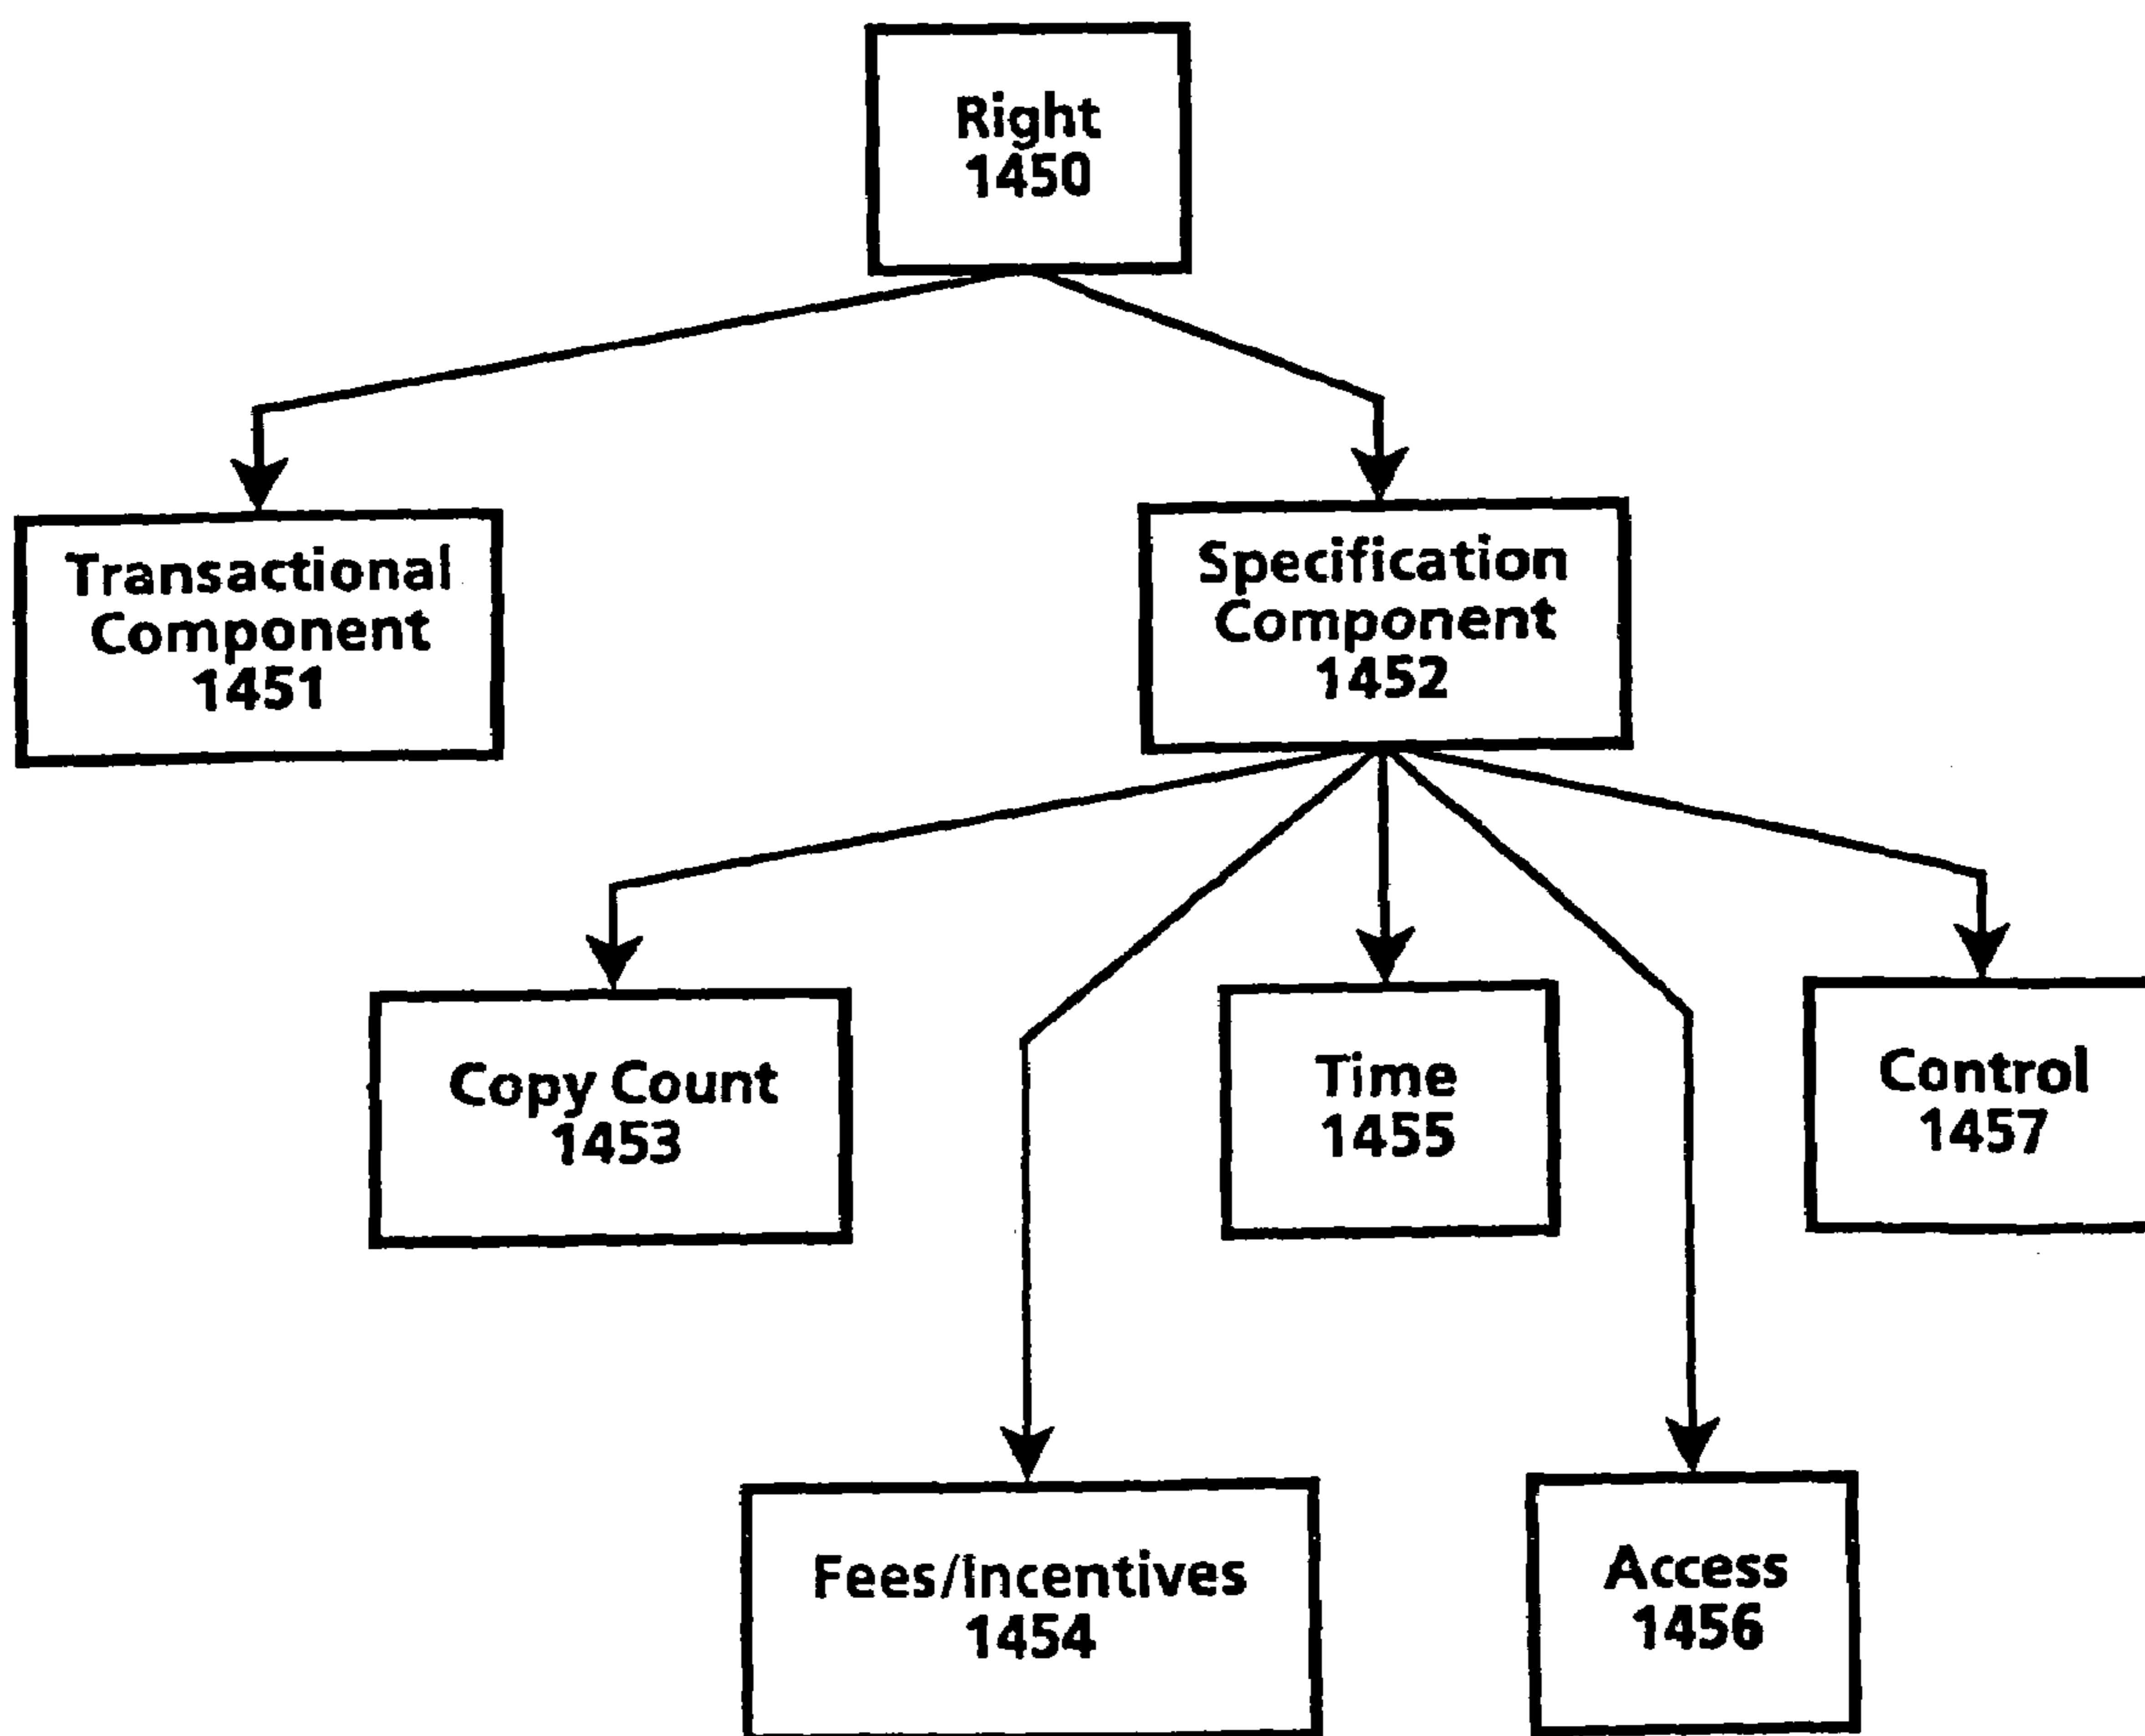 Right
1450
Transactional
Component
1451
Specification
Component
1452
Copy Count
1453
Time
1455
Control
1457
Fees/Incentives
1454
Access
1456